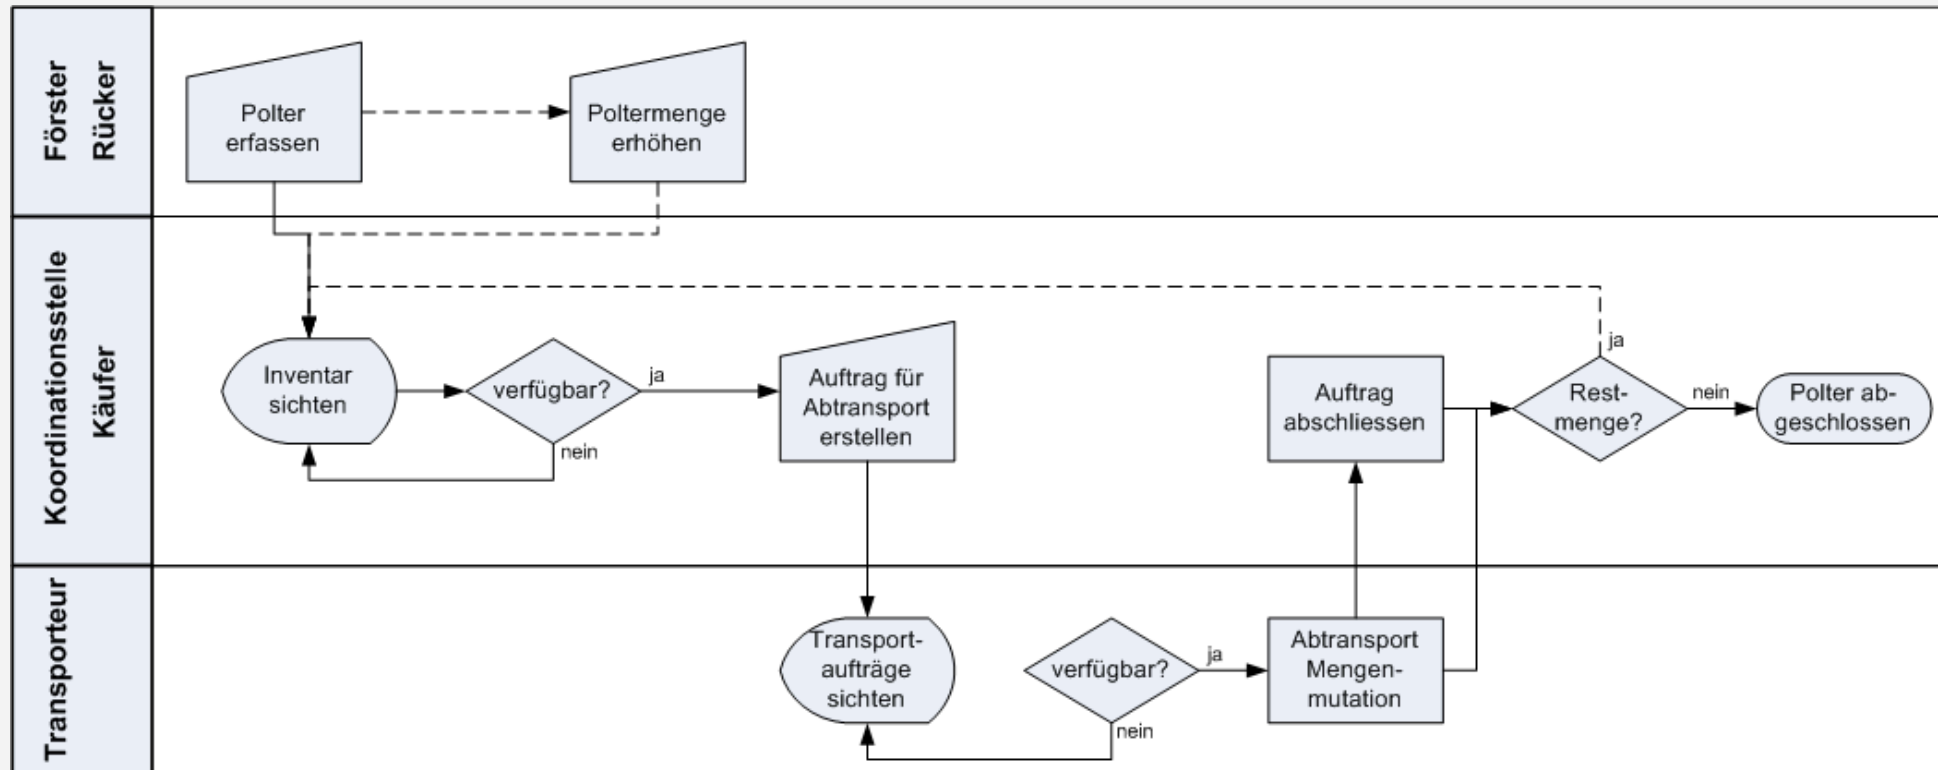 Förster
Rücker
Polter
erfassen
Poltermenge
erhöhen
Koordinationsstelle
Käufer
Inventar
sichten
verfügbar?
ja
nein
Auftrag für
Abtransport
erstellen
Auftrag
abschliessen
Rest-
menge?
ja
nein
Polter ab-
geschlossen
Transporteur
Transport-
aufträge
sichten
verfügbar?
ja
nein
Abtransport
Mengen-
mutation